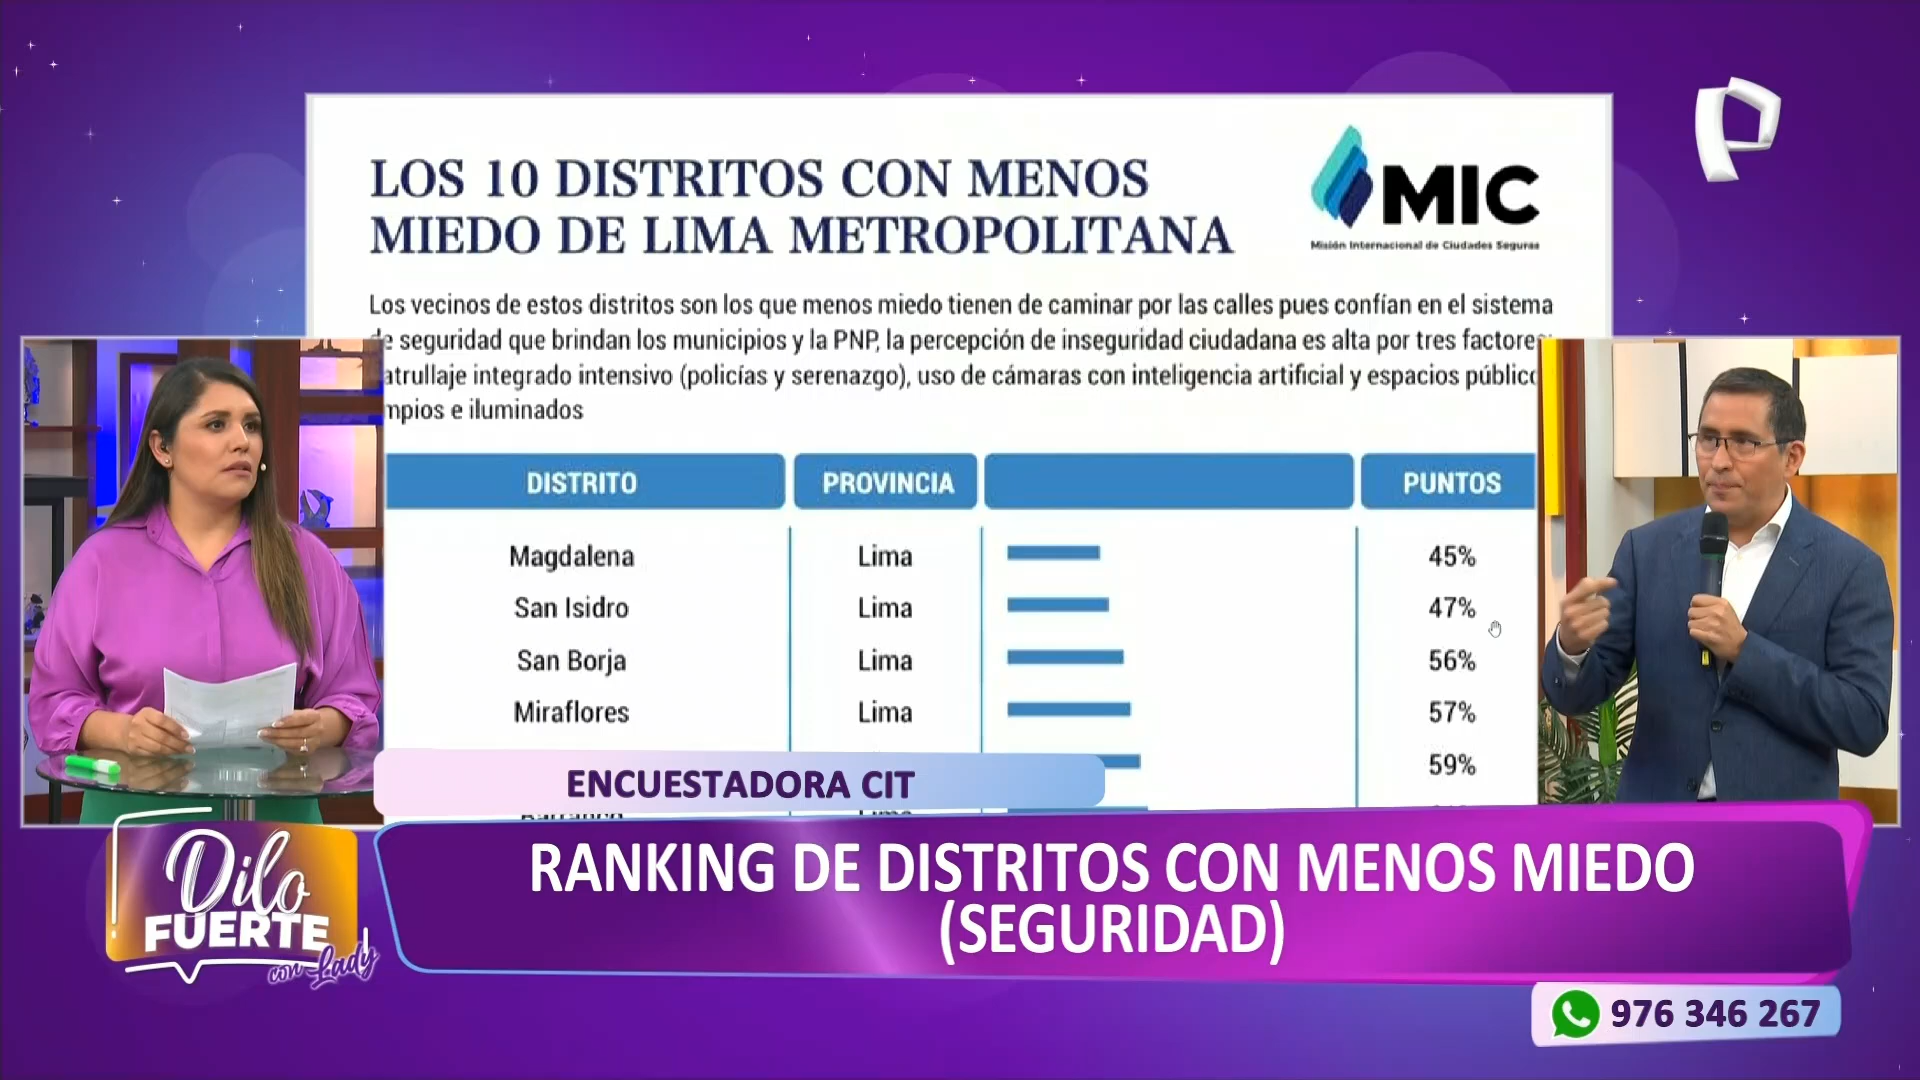 LOS 10 DISTRITOS CON MENOS
MIEDO DE LIMA METROPOLITANA
MIC
Misión Internacional de Ciudades Seguras
Los vecinos de estos distritos son los que menos miedo tienen de caminar por las calles pues confían en el sistema
de seguridad que brindan los municipios y la PNP, la percepción de inseguridad ciudadana es alta por tres factores:
atrullaje integrado intensivo (policías y serenazgo), uso de cámaras con inteligencia artificial y espacios público
mpios e iluminados
DISTRITO PROVINCIA PUNTOS
Magdalena Lima 45%
San Isidro Lima 47%
San Borja Lima 56%
Miraflores Lima 57%
59%
Barranco Lima
ENCUESTADORA CIT
RANKING DE DISTRITOS CON MENOS MIEDO
(SEGURIDAD)
Dilo
FUERTE
con Lady
976 346 267